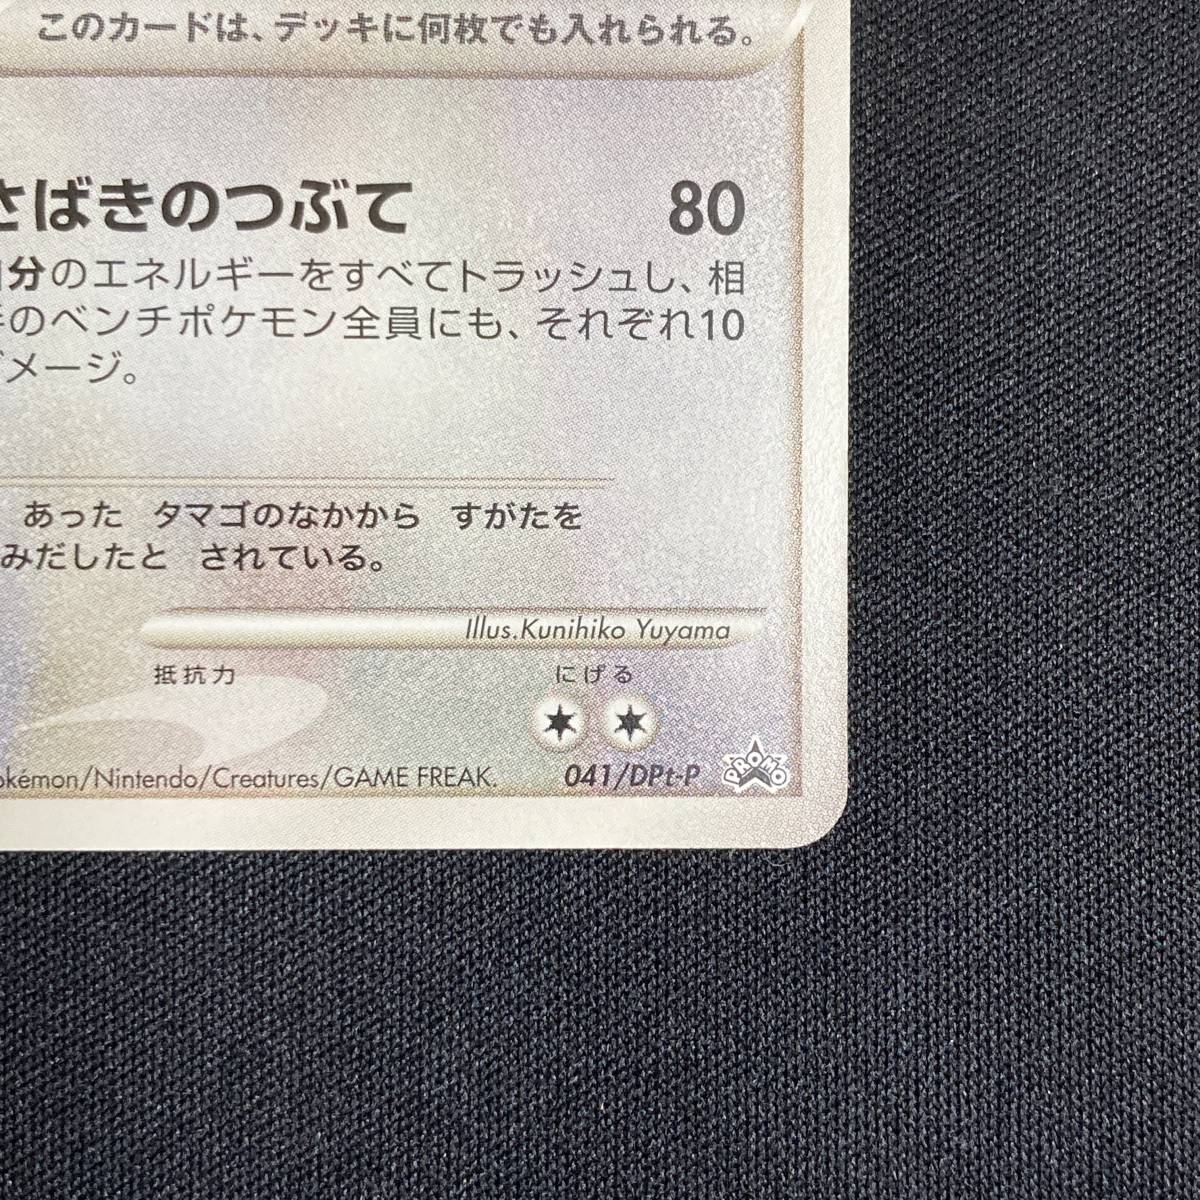 このカードは、デッキに何枚でも入れられる。
さばきのつぶて 80
分のエネルギーをすべてトラッシュし、相
のベンチポケモン全員にも、それぞれ10
メージ。
あった タマゴのなかから すがたを
みだしたと されている。
Illus.Kunihiko Yuyama
抵抗力 にげる
okémon/Nintendo/Creatures/GAME FREAK. 041/DPt-P PROMO